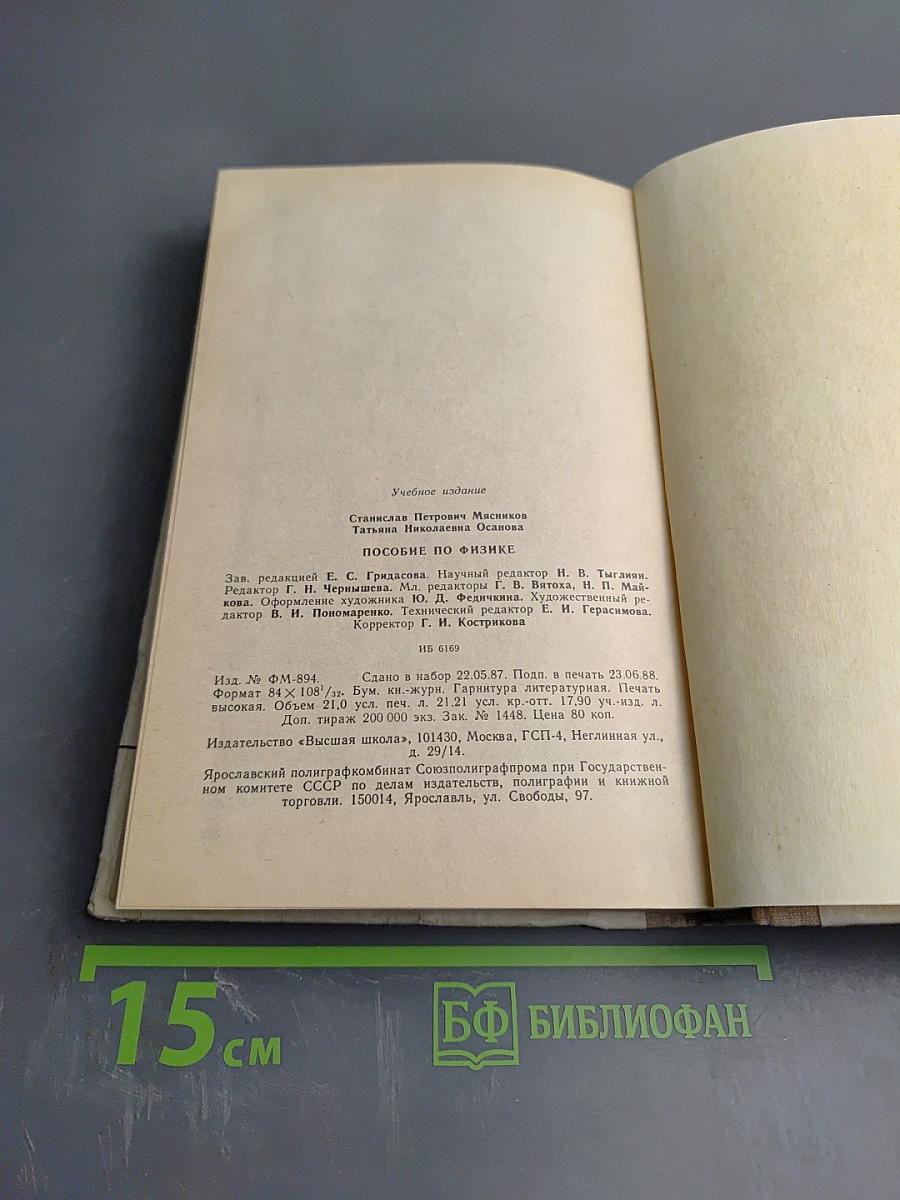 Учебное издание
Станислав Петрович Мясников
Татьяна Николаевна Осанова
ПОСОБИЕ ПО ФИЗИКЕ
Зав. редакцией Е. С. Гридасова. Научный редактор Н. В. Тыглиян.
Редактор Г. Н. Чернышева. Мл. редакторы Г. В. Вятоха, Н. П. Май-
кова. Оформление художника Ю. Д. Федичкина. Художественный ре-
дактор В. И. Пономаренко. Технический редактор Е. И. Герасимова.
Корректор Г. И. Кострикова
ИБ 6169
Изд. № ФМ-894. Сдано в набор 22.05.87. Подп. в печать 23.06.88.
Формат 84×108¹/₃₂. Бум. кн.-журн. Гарнитура литературная. Печать
высокая. Объем 21,0 усл. печ. л. 21,21 усл. кр.-отт. 17,90 уч.-изд. л.
Доп. тираж 200 000 экз. Зак. № 1448. Цена 80 коп.
Издательство «Высшая школа», 101430, Москва, ГСП-4, Неглинная ул.,
д. 29/14.
Ярославский полиграфкомбинат Союзполиграфпрома при Государствен-
ном комитете СССР по делам издательств, полиграфии и книжной
торговли. 150014, Ярославль, ул. Свободы, 97.
15 см
БФ БИБЛИОФАН